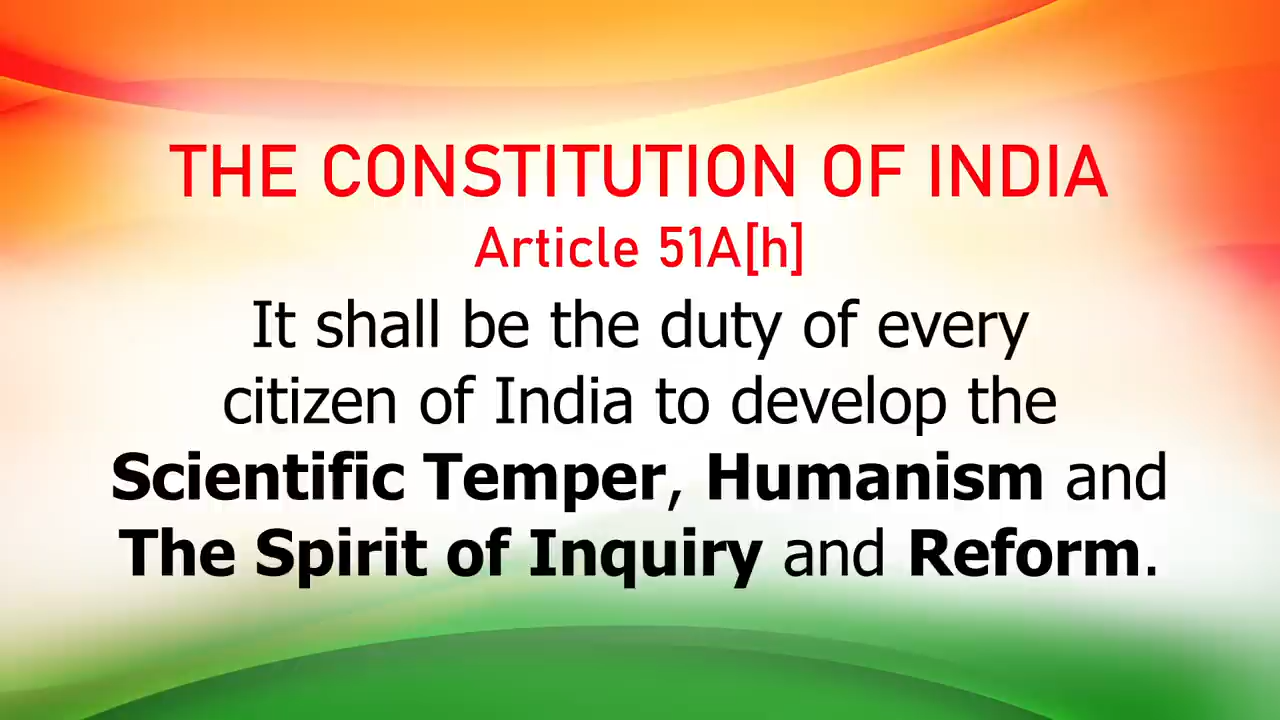 THE CONSTITUTION OF INDIA
Article 51A[h]
It shall be the duty of every
citizen of India to develop the
Scientific Temper, Humanism and
The Spirit of Inquiry and Reform.